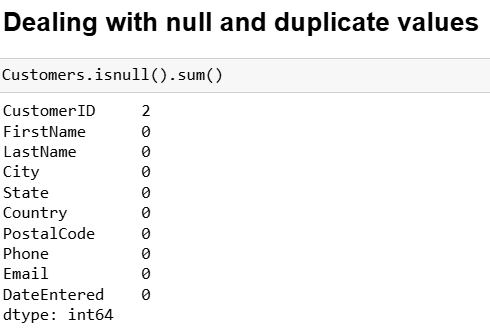 Dealing with null and duplicate values
Customers.isnull().sum()
CustomerID 2
FirstName 0
LastName 0
City 0
State 0
Country 0
PostalCode 0
Phone 0
Email 0
DateEntered 0
dtype: int64